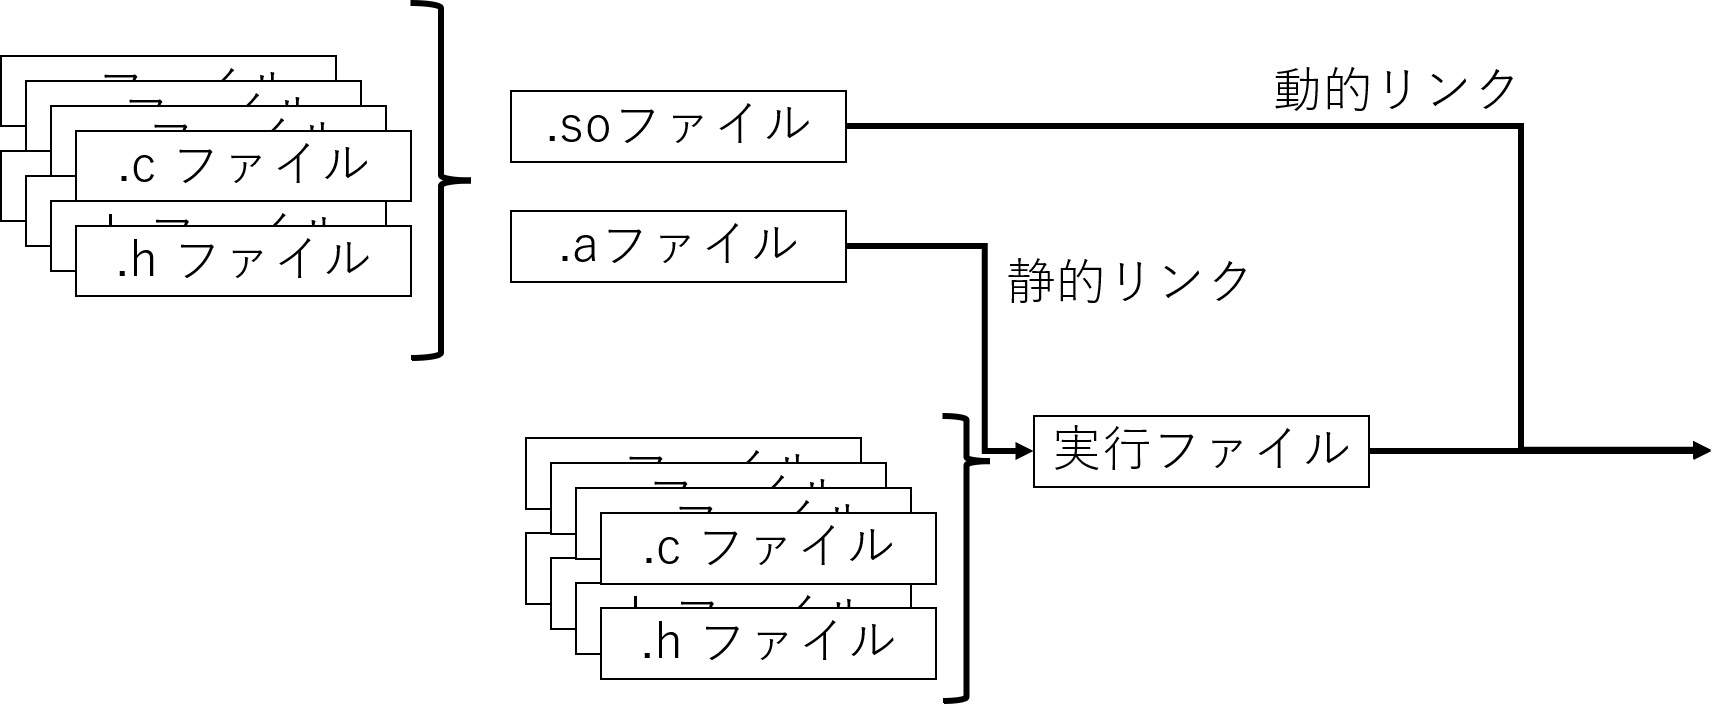 .c ファイル
.h ファイル
.soファイル
.aファイル
動的リンク
静的リンク
実行ファイル
.c ファイル
.h ファイル